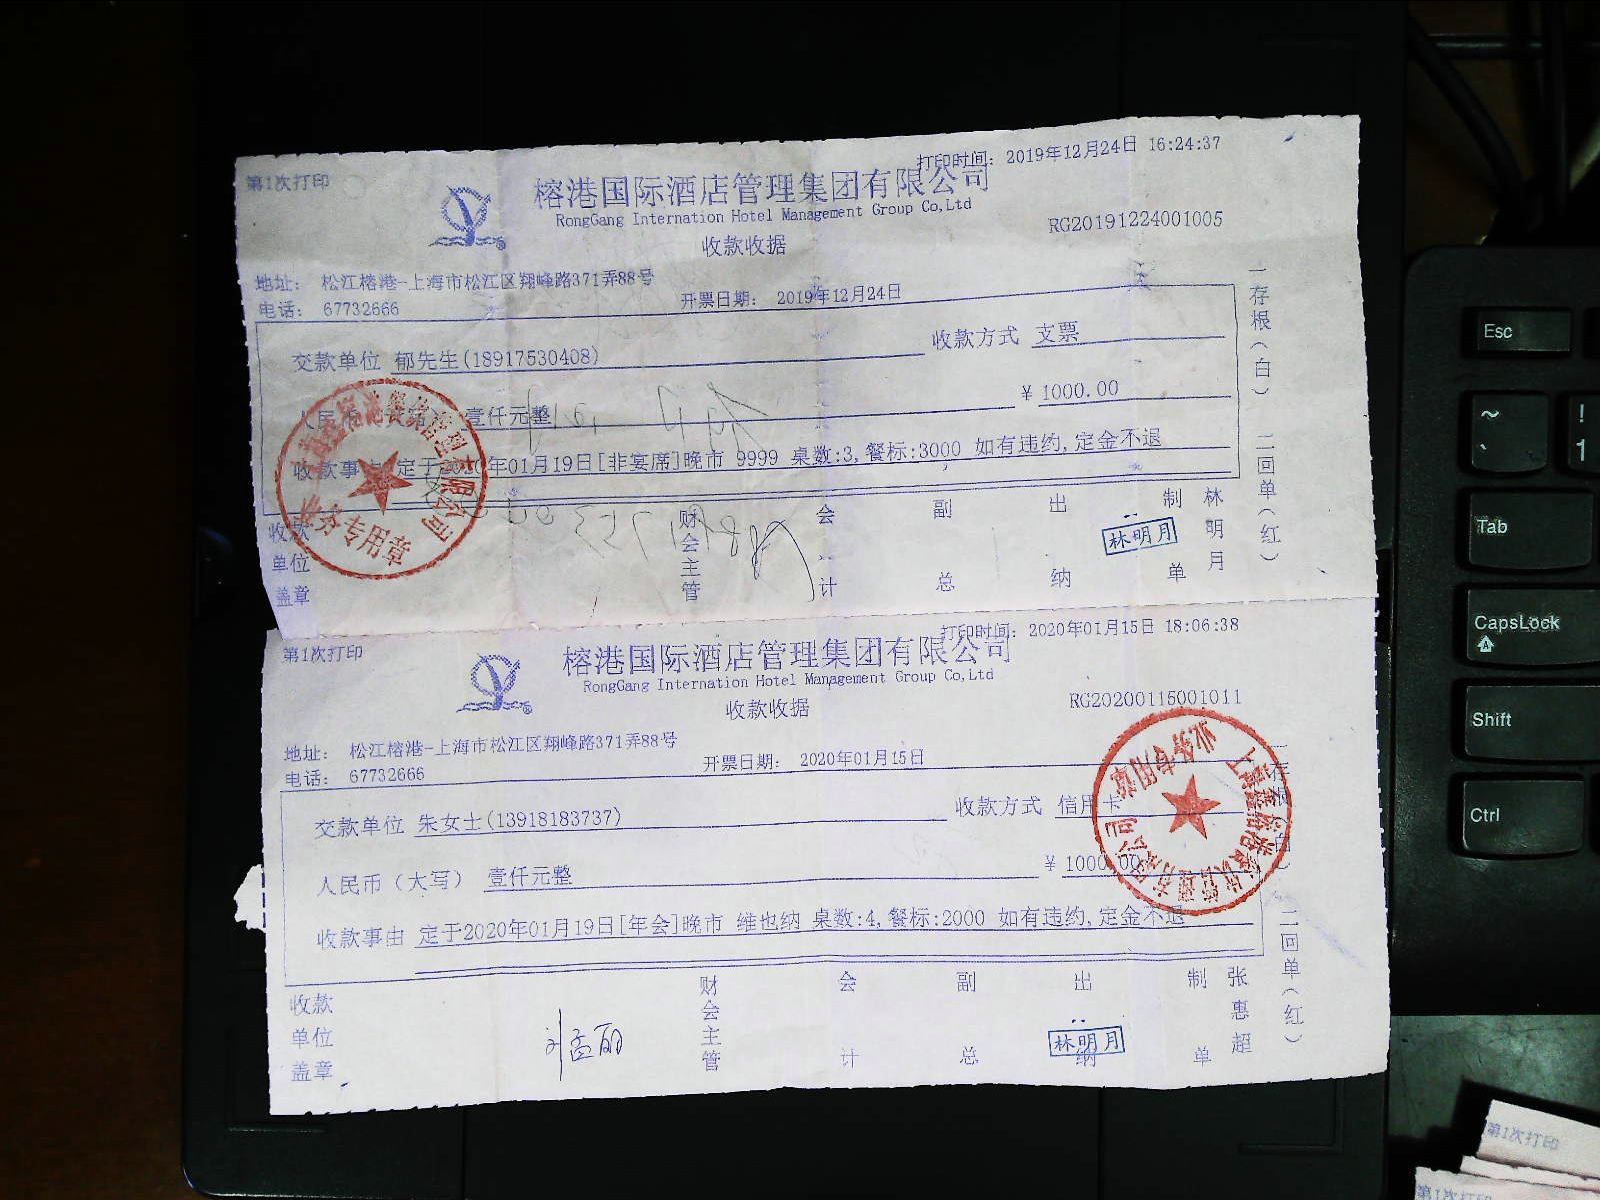 第1次打印
打印时间: 2019年12月24日 16:24:37
榕港国际酒店管理集团有限公司
RongGang Internation Hotel Management Group Co,Ltd
RG20191224001005
收款收据
地址: 松江榕港-上海市松江区翔峰路371弄88号
电话: 67732666
开票日期: 2019年12月24日
交款单位 郁先生(18917530408)
收款方式 支票
壹仟元整
¥ 1000.00
收款事由 定于2020年01月19日[非宴席]晚市 9999 桌数:3,餐标:3000 如有违约,定金不退
收款单位盖章
财会主管
会计
副总
出纳
制单
林明月
林明月
一存根(白)
二回单(红)
专用章
第1次打印
打印时间: 2020年01月15日 18:06:38
榕港国际酒店管理集团有限公司
RongGang Internation Hotel Management Group Co,Ltd
RG20200115001011
收款收据
地址: 松江榕港-上海市松江区翔峰路371弄88号
电话: 67732666
开票日期: 2020年01月15日
交款单位 朱女士(13918183737)
收款方式 信用卡
人民币(大写) 壹仟元整
¥ 1000.00
收款事由 定于2020年01月19日[年会]晚市 维也纳 桌数:4,餐标:2000 如有违约,定金不退
收款单位盖章
刘孟丽
财会主管
会计
副总
出纳
林明月
制单
张惠超
二回单(红)
Esc
~
`
!
1
Tab
CapsLock
Shift
Ctrl
第1次打印
第1次打印